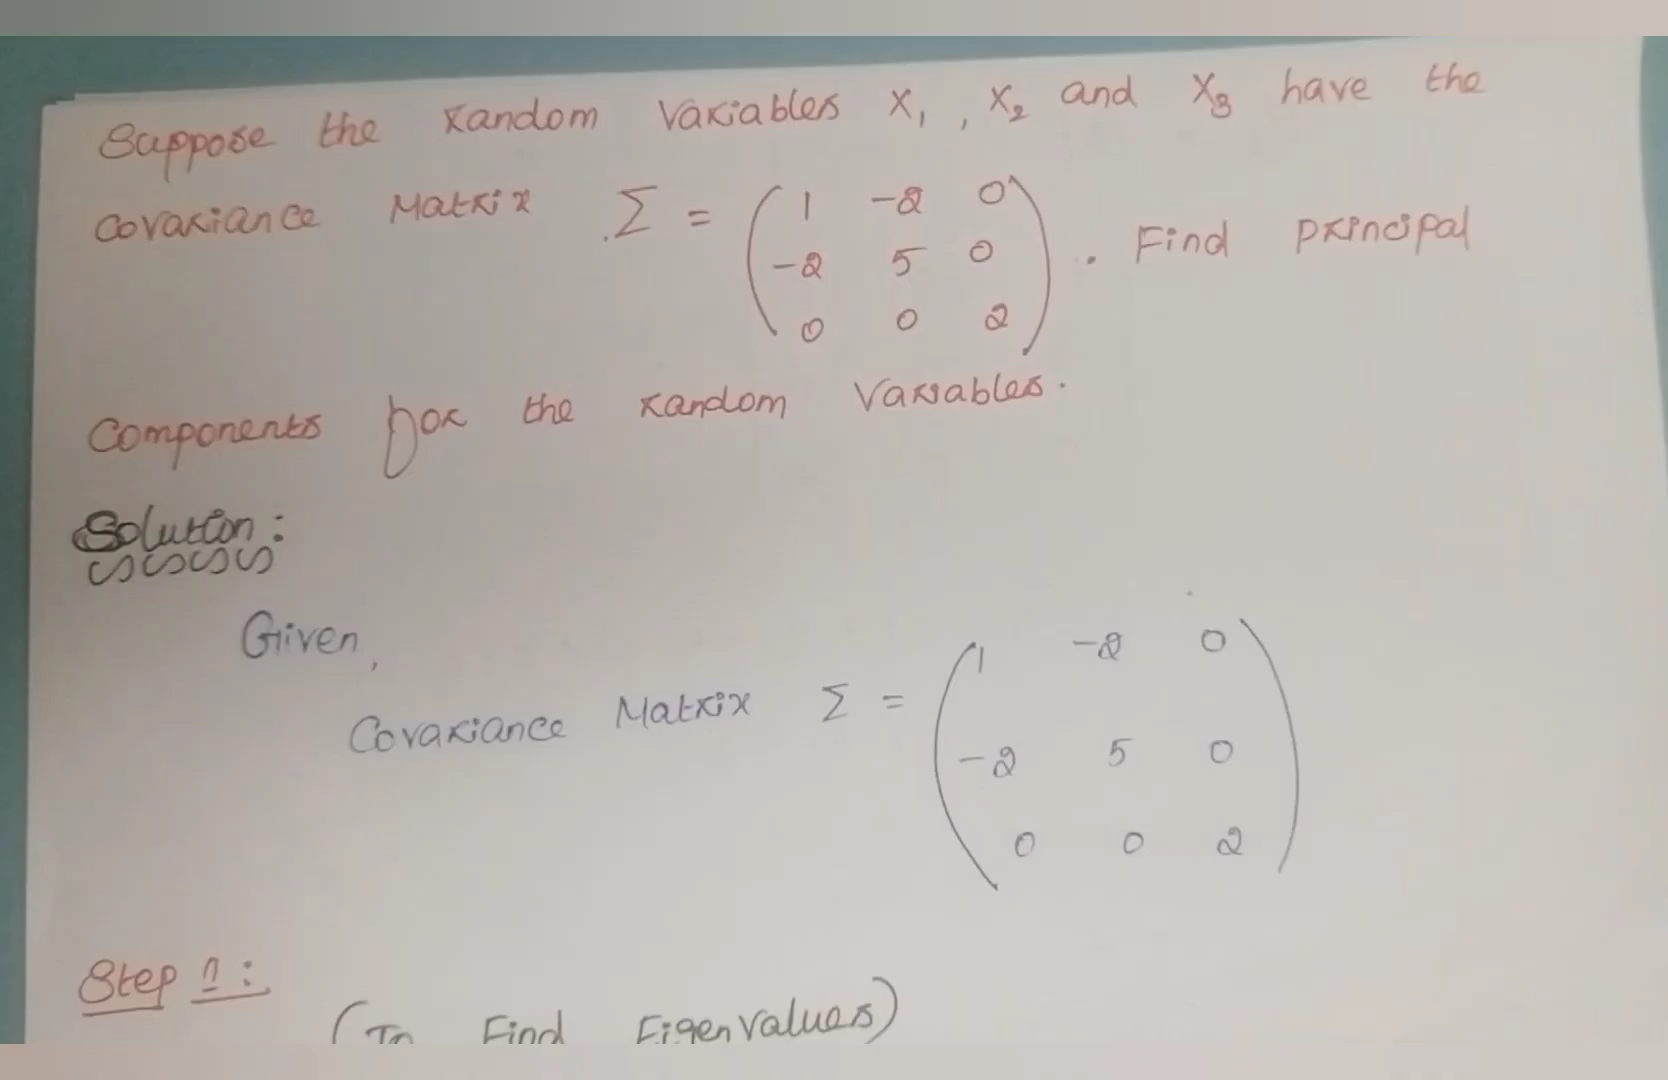 Suppose the random variables X₁, X₂ and X₃ have the
covariance Matrix Σ = ( 1 -2 0
-2 5 0
0 0 2 ) . Find principal
components for the random variables.
Solution:
Given,
Covariance Matrix Σ = ( 1 -2 0
-2 5 0
0 0 2 )
Step 1:
(To Find Eigen values)